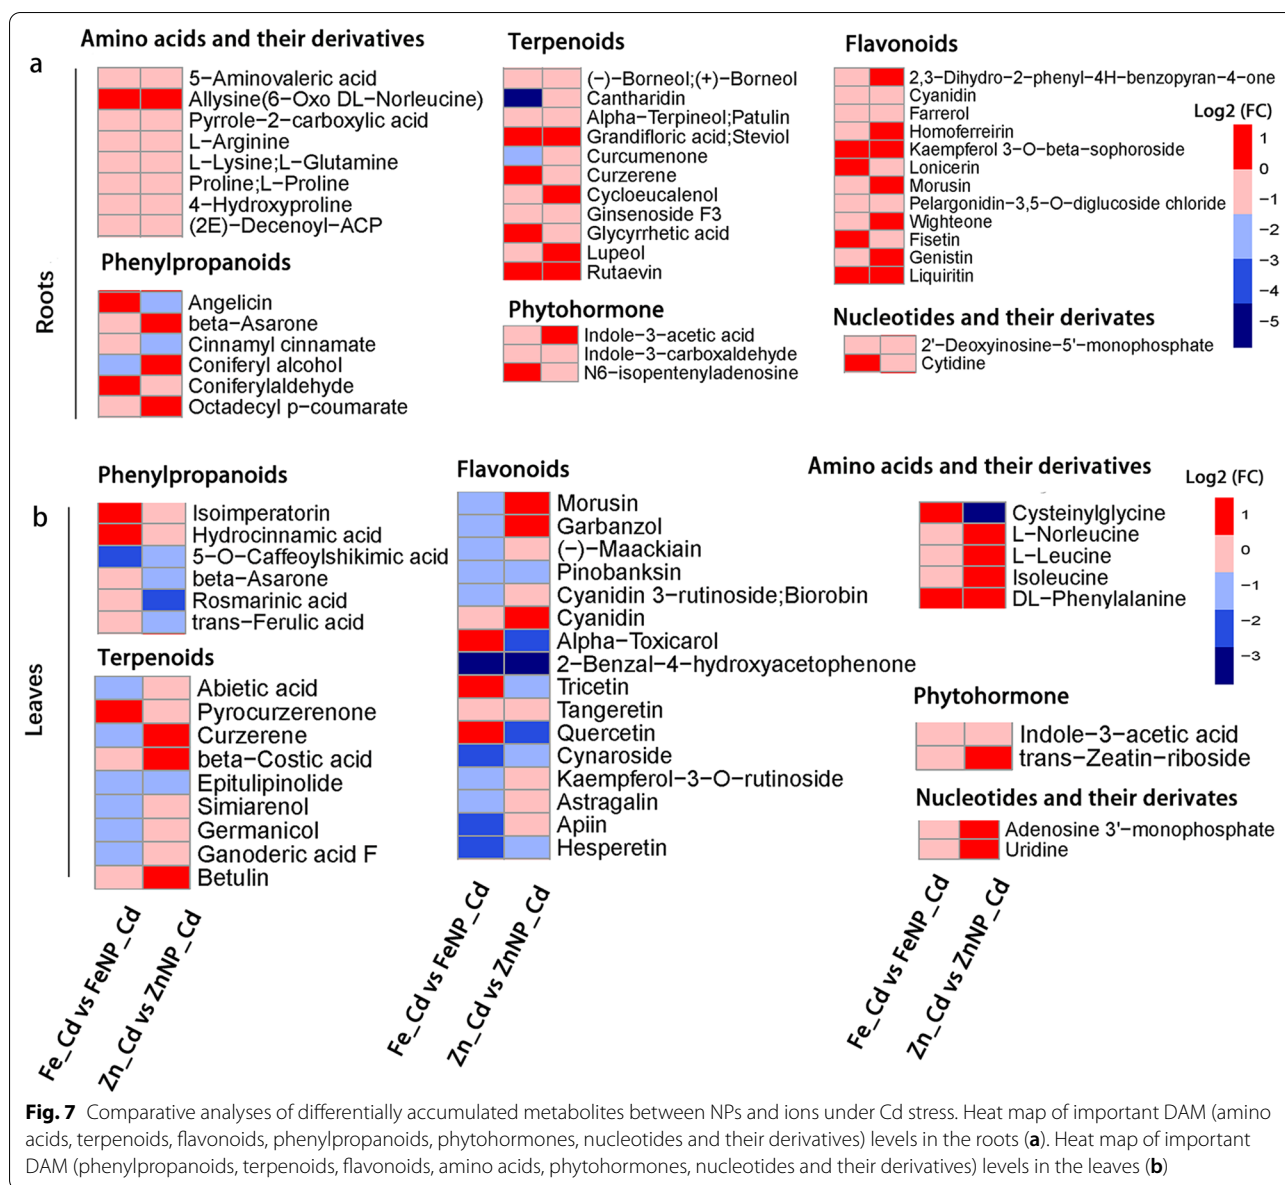 a
Roots
Amino acids and their derivatives
5−Aminovaleric acid
Allysine(6−Oxo DL−Norleucine)
Pyrrole−2−carboxylic acid
L−Arginine
L−Lysine;L−Glutamine
Proline;L−Proline
4−Hydroxyproline
(2E)−Decenoyl−ACP
Phenylpropanoids
Angelicin
beta−Asarone
Cinnamyl cinnamate
Coniferyl alcohol
Coniferylaldehyde
Octadecyl p−coumarate
Terpenoids
(−)−Borneol;(+)−Borneol
Cantharidin
Alpha−Terpineol;Patulin
Grandifloric acid;Steviol
Curcumenone
Curzerene
Cycloeucalenol
Ginsenoside F3
Glycyrrhetic acid
Lupeol
Rutaevin
Phytohormone
Indole−3−acetic acid
Indole−3−carboxaldehyde
N6−isopentenyladenosine
Flavonoids
2,3−Dihydro−2−phenyl−4H−benzopyran−4−one
Cyanidin
Farrerol
Homoferreirin
Kaempferol 3−O−beta−sophoroside
Lonicerin
Morusin
Pelargonidin−3,5−O−diglucoside chloride
Wighteone
Fisetin
Genistin
Liquiritin
Nucleotides and their derivates
2'−Deoxyinosine−5'−monophosphate
Cytidine
Log2 (FC)
1
0
−1
−2
−3
−4
−5
b
Leaves
Phenylpropanoids
Isoimperatorin
Hydrocinnamic acid
5−O−Caffeoylshikimic acid
beta−Asarone
Rosmarinic acid
trans−Ferulic acid
Terpenoids
Abietic acid
Pyrocurzerenone
Curzerene
beta−Costic acid
Epitulipinolide
Simiarenol
Germanicol
Ganoderic acid F
Betulin
Fe_Cd vs FeNP_Cd
Zn_Cd vs ZnNP_Cd
Flavonoids
Morusin
Garbanzol
(−)−Maackiain
Pinobanksin
Cyanidin 3−rutinoside;Biorobin
Cyanidin
Alpha−Toxicarol
2−Benzal−4−hydroxyacetophenone
Tricetin
Tangeretin
Quercetin
Cynaroside
Kaempferol−3−O−rutinoside
Astragalin
Apiin
Hesperetin
Fe_Cd vs FeNP_Cd
Zn_Cd vs ZnNP_Cd
Amino acids and their derivatives
Cysteinylglycine
L−Norleucine
L−Leucine
Isoleucine
DL−Phenylalanine
Phytohormone
Indole−3−acetic acid
trans−Zeatin−riboside
Nucleotides and their derivates
Adenosine 3'−monophosphate
Uridine
Fe_Cd vs FeNP_Cd
Zn_Cd vs ZnNP_Cd
Log2 (FC)
1
0
−1
−2
−3
Fig. 7 Comparative analyses of differentially accumulated metabolites between NPs and ions under Cd stress. Heat map of important DAM (amino
acids, terpenoids, flavonoids, phenylpropanoids, phytohormones, nucleotides and their derivatives) levels in the roots (a). Heat map of important
DAM (phenylpropanoids, terpenoids, flavonoids, amino acids, phytohormones, nucleotides and their derivatives) levels in the leaves (b)